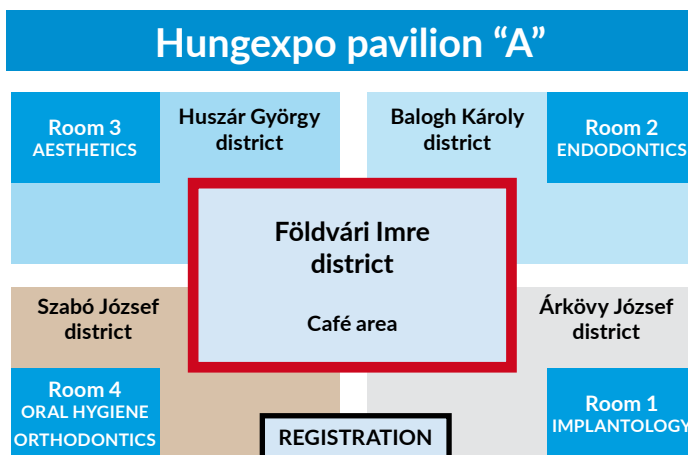 Hungexpo pavilion “A”
Room 3
AESTHETICS
Huszár György
district
Balogh Károly
district
Room 2
ENDODONTICS
Földvári Imre
district
Café area
Szabó József
district
Árkövy József
district
Room 4
ORAL HYGIENE
ORTHODONTICS
REGISTRATION
Room 1
IMPLANTOLOGY